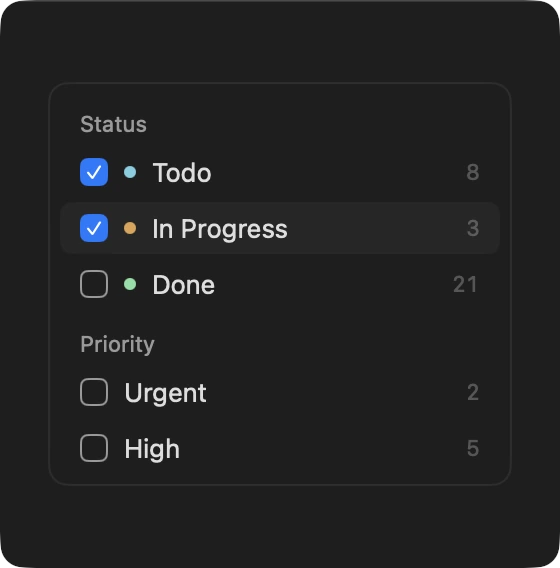 Status
Todo 8
In Progress 3
Done 21
Priority
Urgent 2
High 5